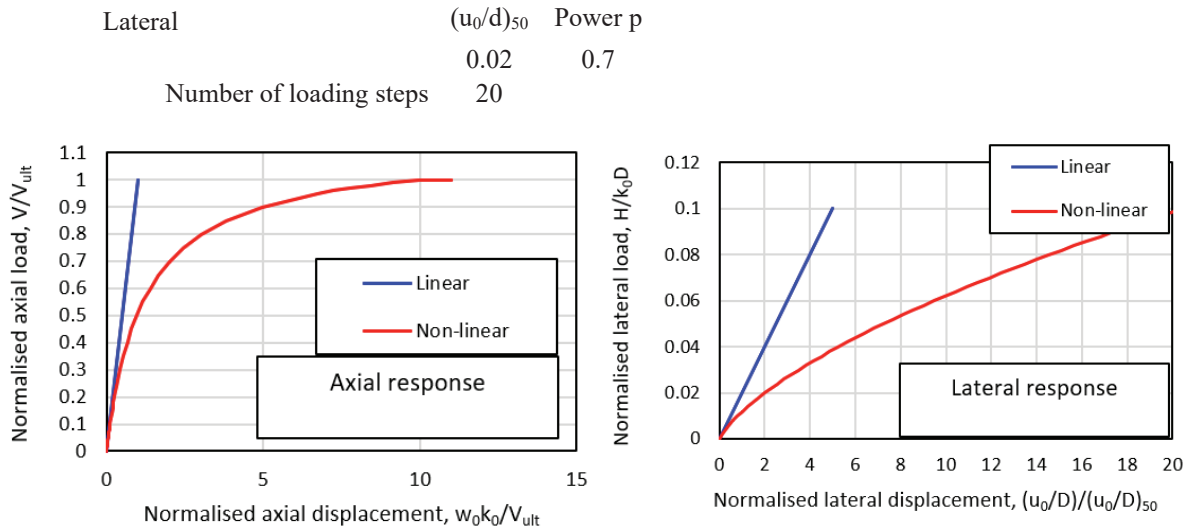 Lateral (u₀/d)₅₀ Power p
0.02 0.7
Number of loading steps 20
1.1
1
0.9
0.8
0.7
0.6
0.5
0.4
0.3
0.2
0.1
0
Normalised axial load, V/Vult
Linear
Non-linear
Axial response
0 5 10 15
Normalised axial displacement, w₀k₀/Vult
0.12
0.1
0.08
0.06
0.04
0.02
0
Normalised lateral load, H/k₀D
Linear
Non-linear
Lateral response
0 2 4 6 8 10 12 14 16 18 20
Normalised lateral displacement, (u₀/D)/(u₀/D)₅₀